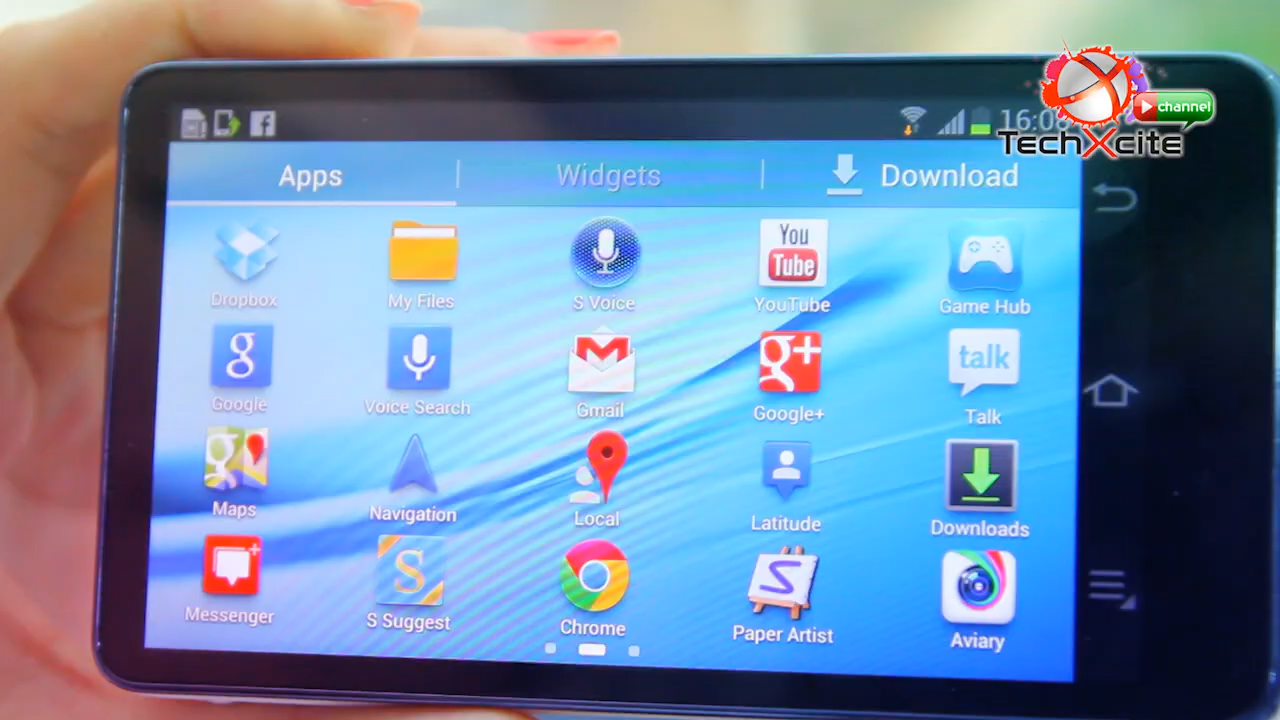 16:08
channel
TechXcite
Apps
Widgets
Download
Dropbox
My Files
S Voice
You
Tube
YouTube
Game Hub
g
g+
talk
Google
Voice Search
Gmail
Google+
Talk
Maps
Navigation
Local
Latitude
Downloads
S
S
Messenger
S Suggest
Chrome
Paper Artist
Aviary